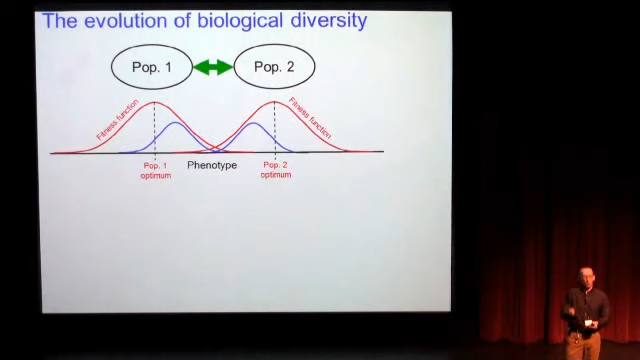 The evolution of biological diversity
Pop. 1
Pop. 2
Fitness function
Fitness function
Pop. 1
optimum
Phenotype
Pop. 2
optimum